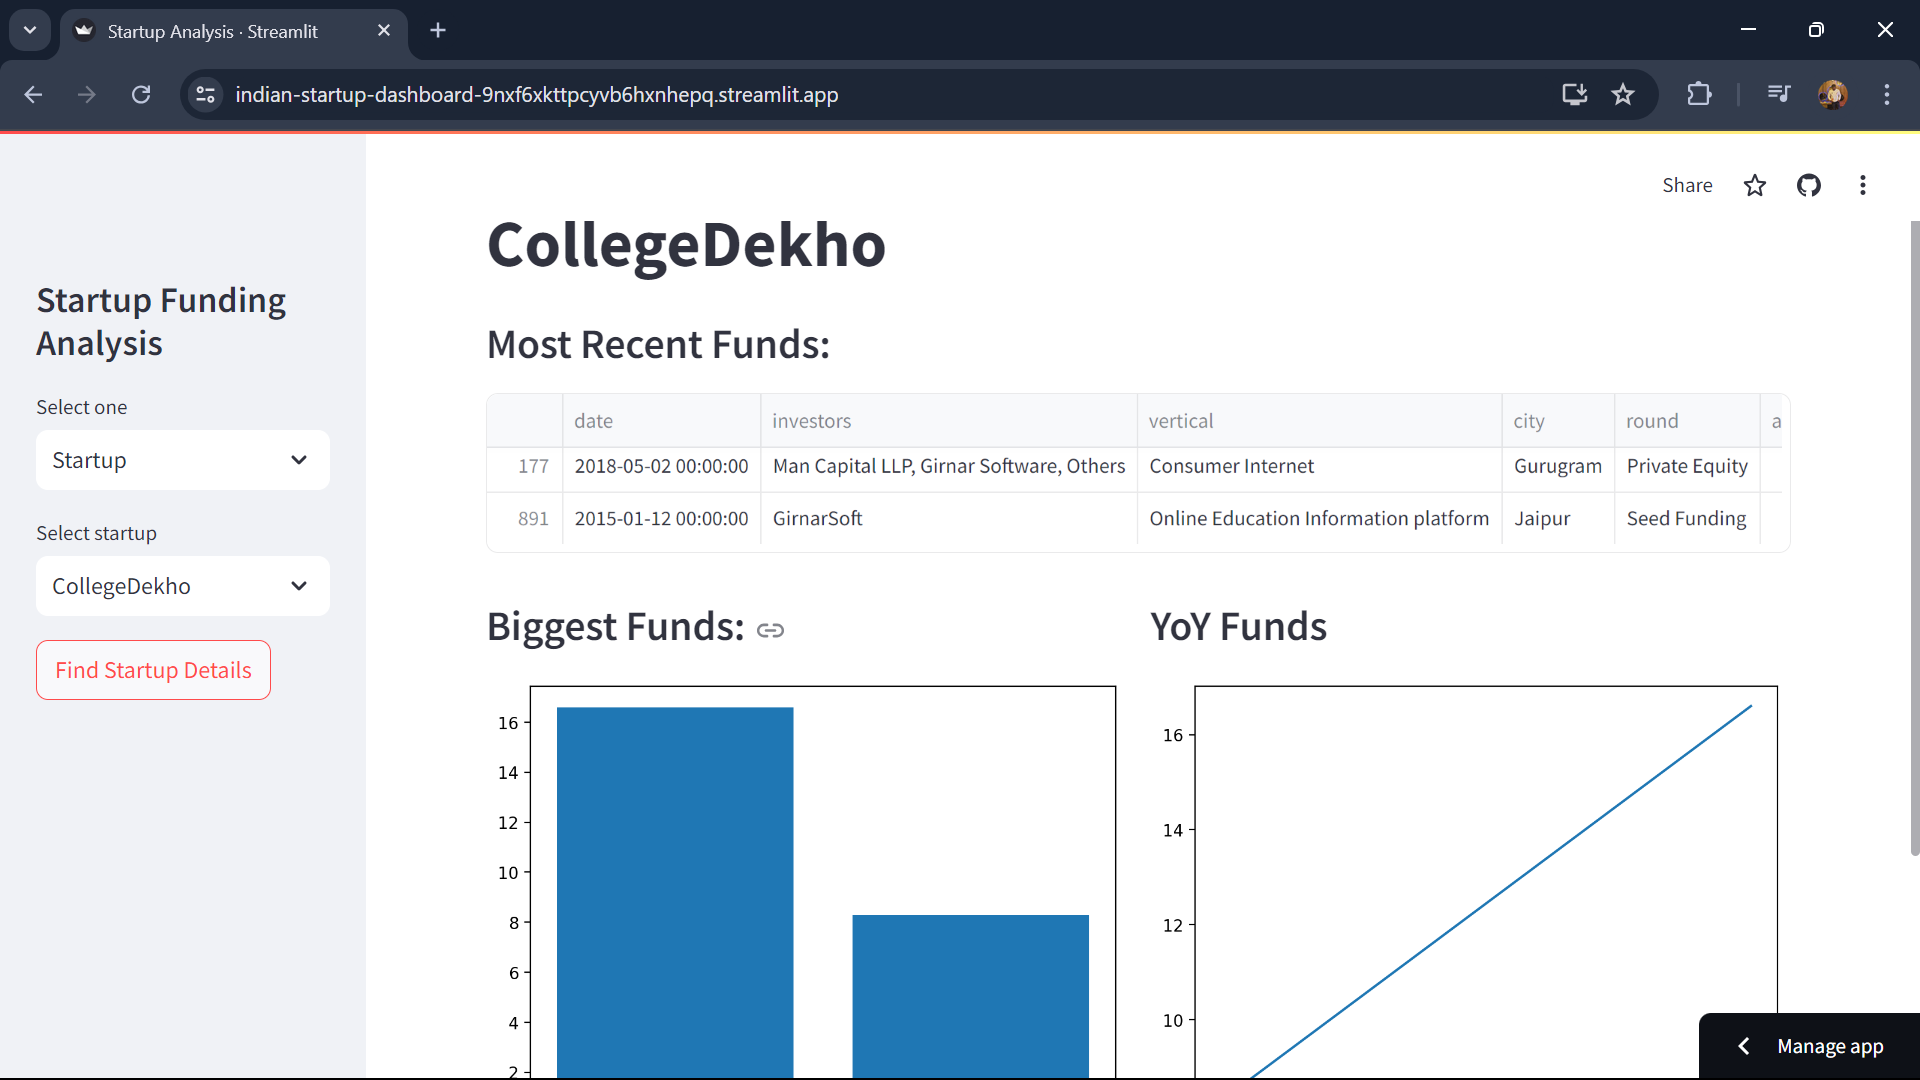 Startup Analysis · Streamlit
indian-startup-dashboard-9nxf6xkttpcyvb6hxnhepq.streamlit.app
Share
Startup Funding
Analysis
Select one
Startup
Select startup
CollegeDekho
Find Startup Details
CollegeDekho
Most Recent Funds:
date investors vertical city round a
177 2018-05-02 00:00:00 Man Capital LLP, Girnar Software, Others Consumer Internet Gurugram Private Equity
891 2015-01-12 00:00:00 GirnarSoft Online Education Information platform Jaipur Seed Funding
Biggest Funds:
16
14
12
10
8
6
4
2
YoY Funds
16
14
12
10
Manage app